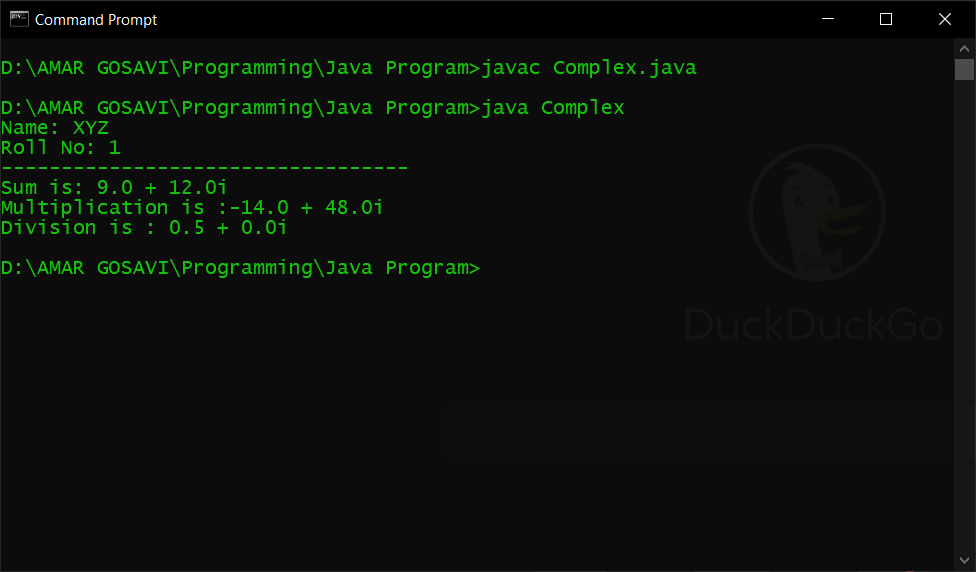 Command Prompt
D:\AMAR GOSAVI\Programming\Java Program>javac Complex.java
D:\AMAR GOSAVI\Programming\Java Program>java Complex
Name: XYZ
Roll No: 1
----------------------------------
Sum is: 9.0 + 12.0i
Multiplication is :-14.0 + 48.0i
Division is : 0.5 + 0.0i
D:\AMAR GOSAVI\Programming\Java Program>
DuckDuckGo